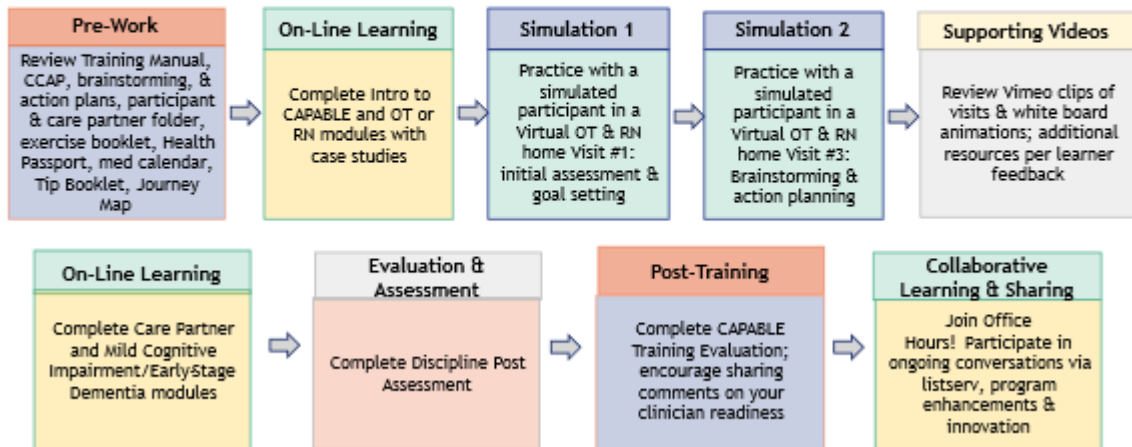 Pre-Work
Review Training Manual,
CCAP, brainstorming, &
action plans, participant
& care partner folder,
exercise booklet, Health
Passport, med calendar,
Tip Booklet, Journey
Map
On-Line Learning
Complete Intro to
CAPABLE and OT or
RN modules with
case studies
Simulation 1
Practice with a
simulated
participant in a
Virtual OT & RN
home Visit #1:
initial assessment &
goal setting
Simulation 2
Practice with a
simulated
participant in a
Virtual OT & RN
home Visit #3:
Brainstorming &
action planning
Supporting Videos
Review Vimeo clips of
visits & white board
animations; additional
resources per learner
feedback
On-Line Learning
Complete Care Partner
and Mild Cognitive
Impairment/Early-Stage
Dementia modules
Evaluation &
Assessment
Complete Discipline Post
Assessment
Post-Training
Complete CAPABLE
Training Evaluation;
encourage sharing
comments on your
clinician readiness
Collaborative
Learning & Sharing
Join Office
Hours! Participate in
ongoing conversations via
listserv, program
enhancements &
innovation